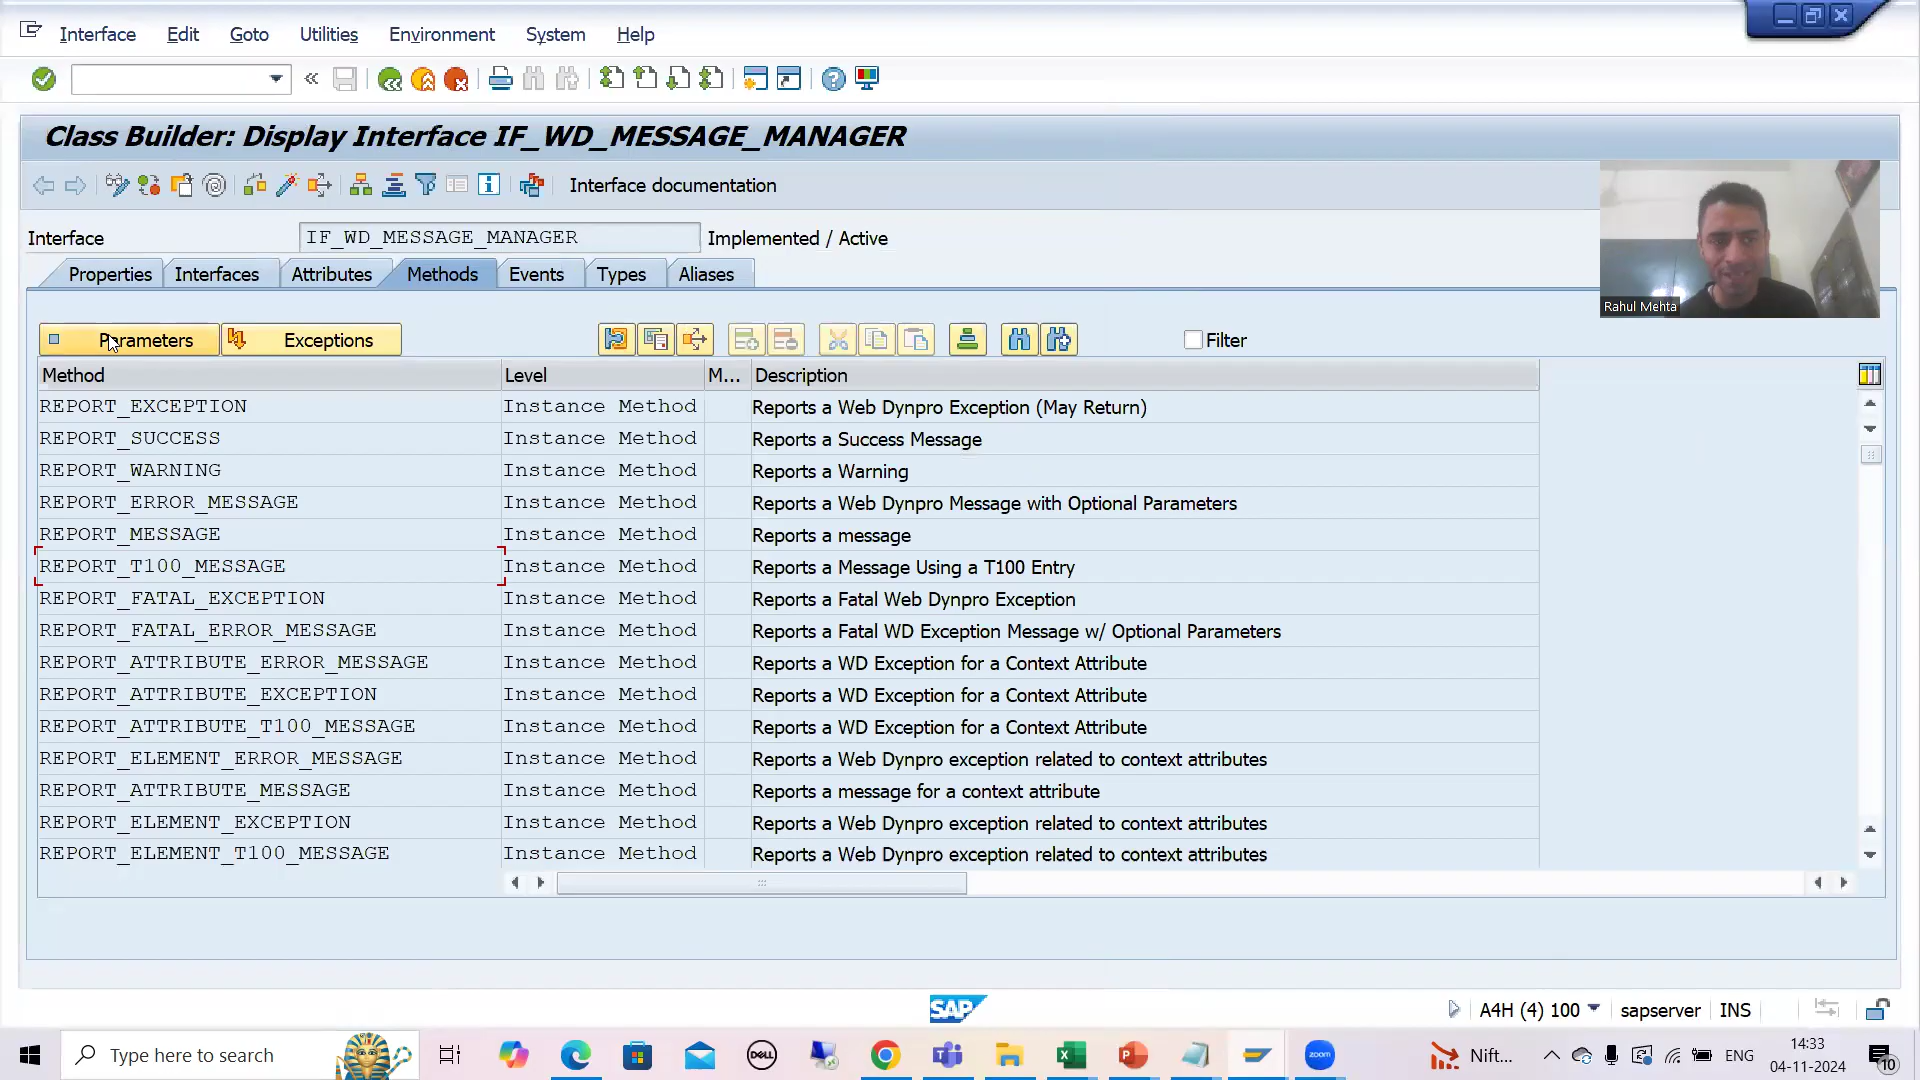 Interface Edit Goto Utilities Environment System Help
Class Builder: Display Interface IF_WD_MESSAGE_MANAGER
Interface documentation
Interface IF_WD_MESSAGE_MANAGER Implemented / Active
Properties Interfaces Attributes Methods Events Types Aliases
Rahul Mehta
Parameters Exceptions Filter
Method Level M... Description
REPORT_EXCEPTION Instance Method Reports a Web Dynpro Exception (May Return)
REPORT_SUCCESS Instance Method Reports a Success Message
REPORT_WARNING Instance Method Reports a Warning
REPORT_ERROR_MESSAGE Instance Method Reports a Web Dynpro Message with Optional Parameters
REPORT_MESSAGE Instance Method Reports a message
REPORT_T100_MESSAGE Instance Method Reports a Message Using a T100 Entry
REPORT_FATAL_EXCEPTION Instance Method Reports a Fatal Web Dynpro Exception
REPORT_FATAL_ERROR_MESSAGE Instance Method Reports a Fatal WD Exception Message w/ Optional Parameters
REPORT_ATTRIBUTE_ERROR_MESSAGE Instance Method Reports a WD Exception for a Context Attribute
REPORT_ATTRIBUTE_EXCEPTION Instance Method Reports a WD Exception for a Context Attribute
REPORT_ATTRIBUTE_T100_MESSAGE Instance Method Reports a WD Exception for a Context Attribute
REPORT_ELEMENT_ERROR_MESSAGE Instance Method Reports a Web Dynpro exception related to context attributes
REPORT_ATTRIBUTE_MESSAGE Instance Method Reports a message for a context attribute
REPORT_ELEMENT_EXCEPTION Instance Method Reports a Web Dynpro exception related to context attributes
REPORT_ELEMENT_T100_MESSAGE Instance Method Reports a Web Dynpro exception related to context attributes
SAP A4H (4) 100 sapserver INS
Type here to search DELL zoom Nift... ENG 14:33
04-11-2024 10